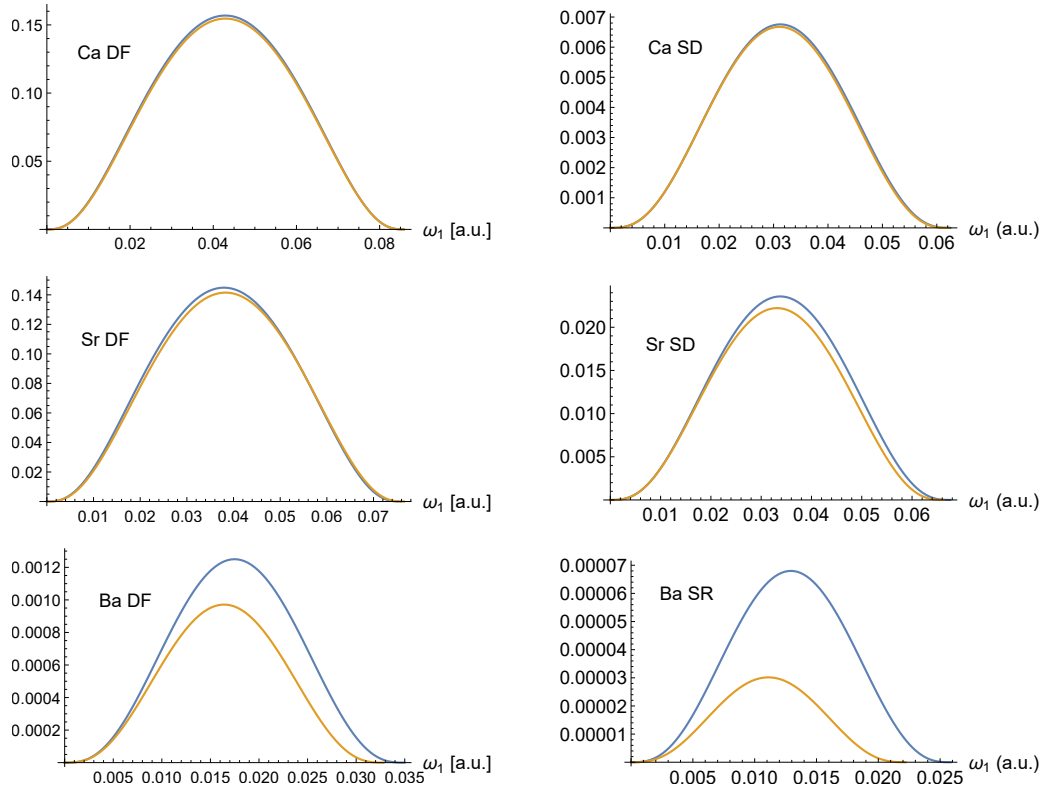 0.15
Ca DF
0.10
0.05
0.02 0.04 0.06 0.08
ω₁ [a.u.]
0.007
0.006
Ca SD
0.005
0.004
0.003
0.002
0.001
0.01 0.02 0.03 0.04 0.05 0.06
ω₁ (a.u.)
0.14
0.12
Sr DF
0.10
0.08
0.06
0.04
0.02
0.01 0.02 0.03 0.04 0.05 0.06 0.07
ω₁ [a.u.]
0.020
Sr SD
0.015
0.010
0.005
0.01 0.02 0.03 0.04 0.05 0.06
ω₁ (a.u.)
0.0012
Ba DF
0.0010
0.0008
0.0006
0.0004
0.0002
0.005 0.010 0.015 0.020 0.025 0.030 0.035
ω₁ [a.u.]
0.00007
Ba SR
0.00006
0.00005
0.00004
0.00003
0.00002
0.00001
0.005 0.010 0.015 0.020 0.025
ω₁ (a.u.)